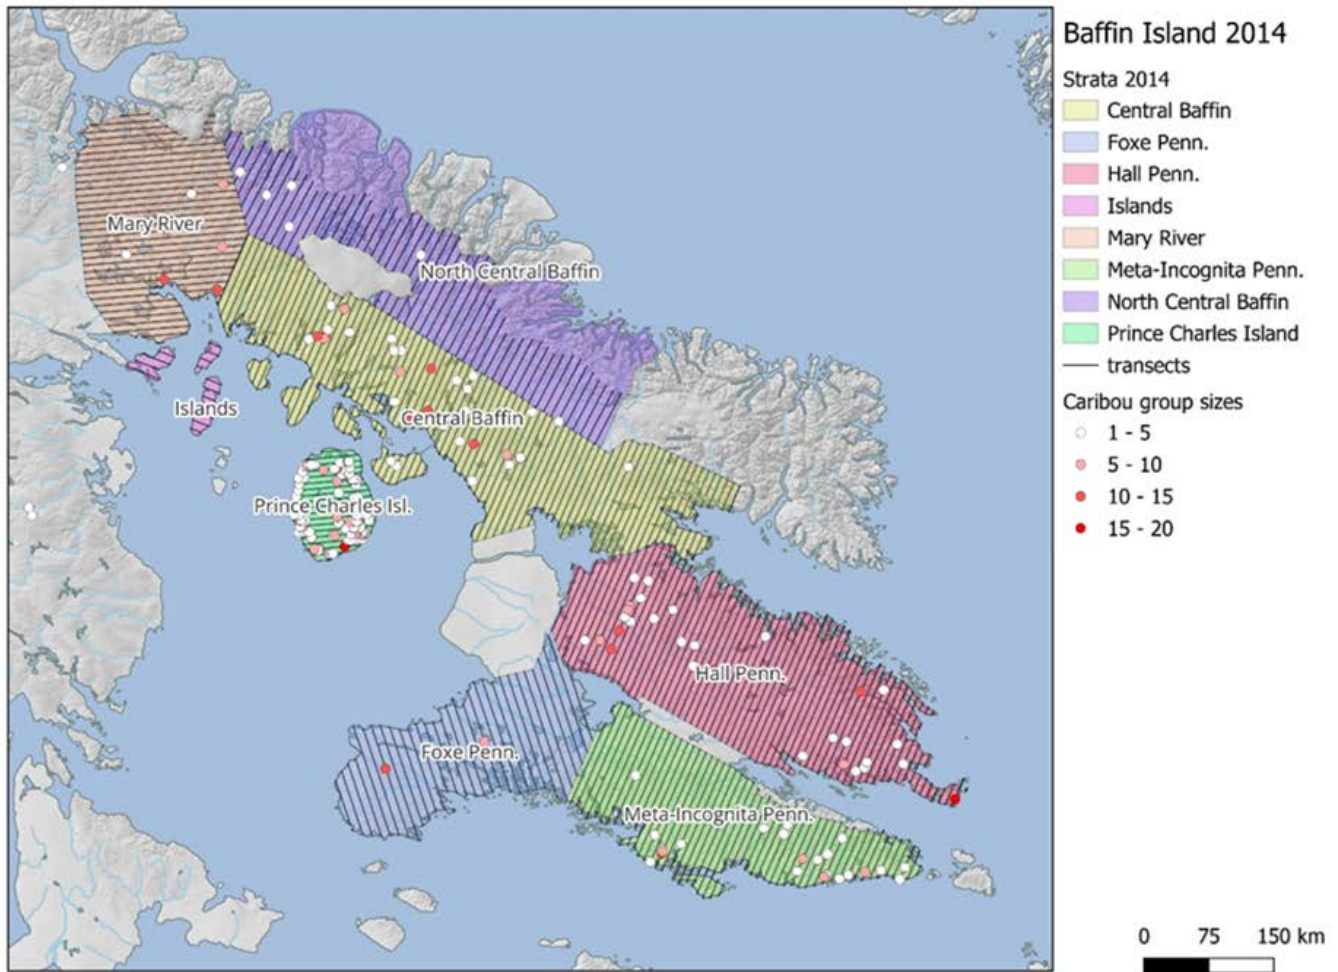 Baffin Island 2014
Strata 2014
Central Baffin
Foxe Penn.
Hall Penn.
Islands
Mary River
Meta-Incognita Penn.
North Central Baffin
Prince Charles Island
transects
Caribou group sizes
1 - 5
5 - 10
10 - 15
15 - 20
0 75 150 km
Mary River
North Central Baffin
Islands
Central Baffin
Prince Charles Isl.
Hall Penn.
Foxe Penn.
Meta-Incognita Penn.